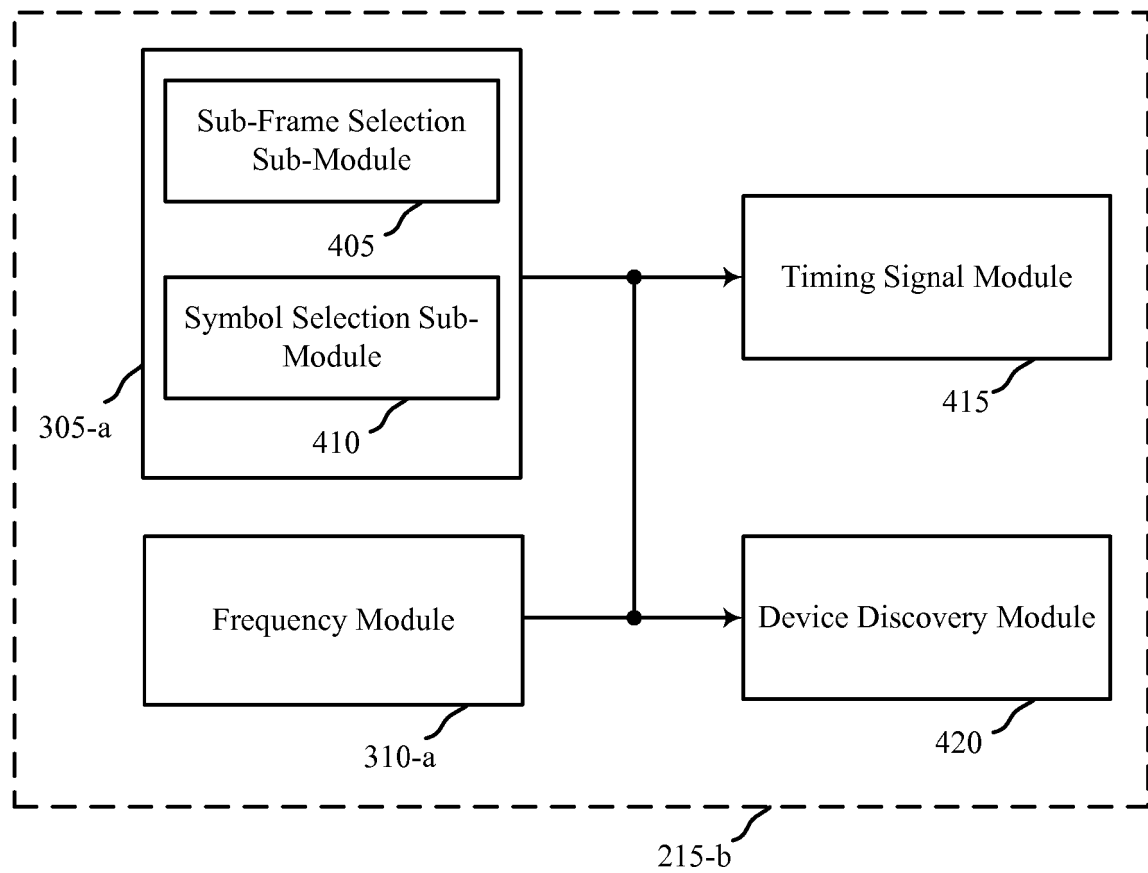 Sub-Frame Selection
Sub-Module
405
Symbol Selection Sub-
Module
410
305-a
Timing Signal Module
415
Frequency Module
310-a
Device Discovery Module
420
215-b